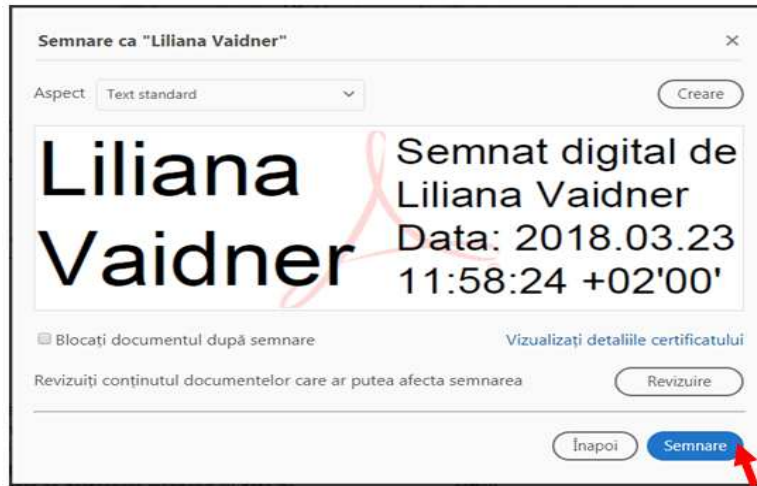 Semnare ca "Liliana Vaidner"
Aspect Text standard Creare
Liliana
Vaidner
Semnat digital de
Liliana Vaidner
Data: 2018.03.23
11:58:24 +02'00'
Blocați documentul după semnare Vizualizați detaliile certificatului
Revizuiți conținutul documentelor care ar putea afecta semnarea Revizuire
Înapoi Semnare